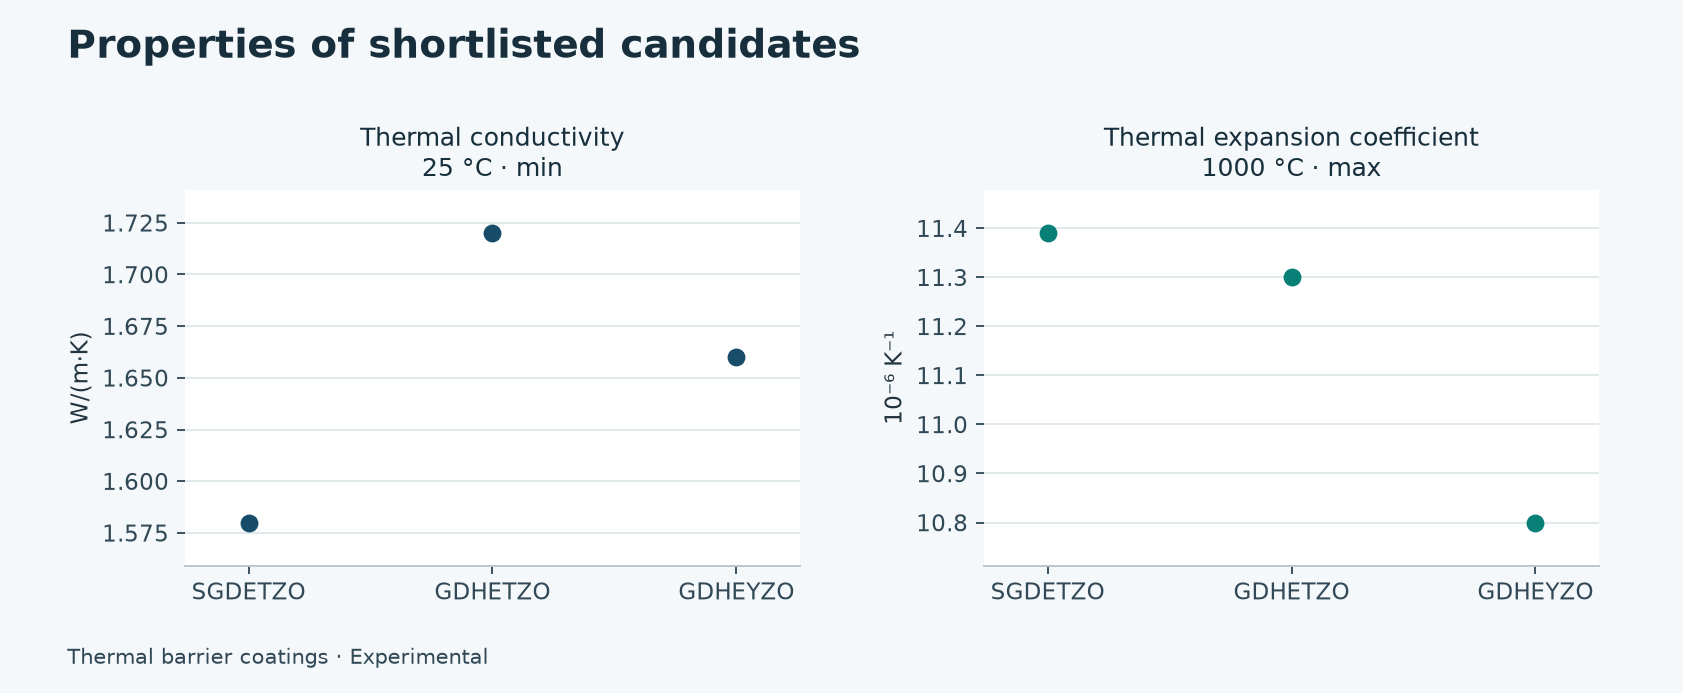 Properties of shortlisted candidates
Thermal conductivity
25 °C · min
W/(m·K)
1.725
1.700
1.675
1.650
1.625
1.600
1.575
SGDETZO
GDHETZO
GDHEYZO
Thermal expansion coefficient
1000 °C · max
10⁻⁶ K⁻¹
11.4
11.3
11.2
11.1
11.0
10.9
10.8
SGDETZO
GDHETZO
GDHEYZO
Thermal barrier coatings · Experimental